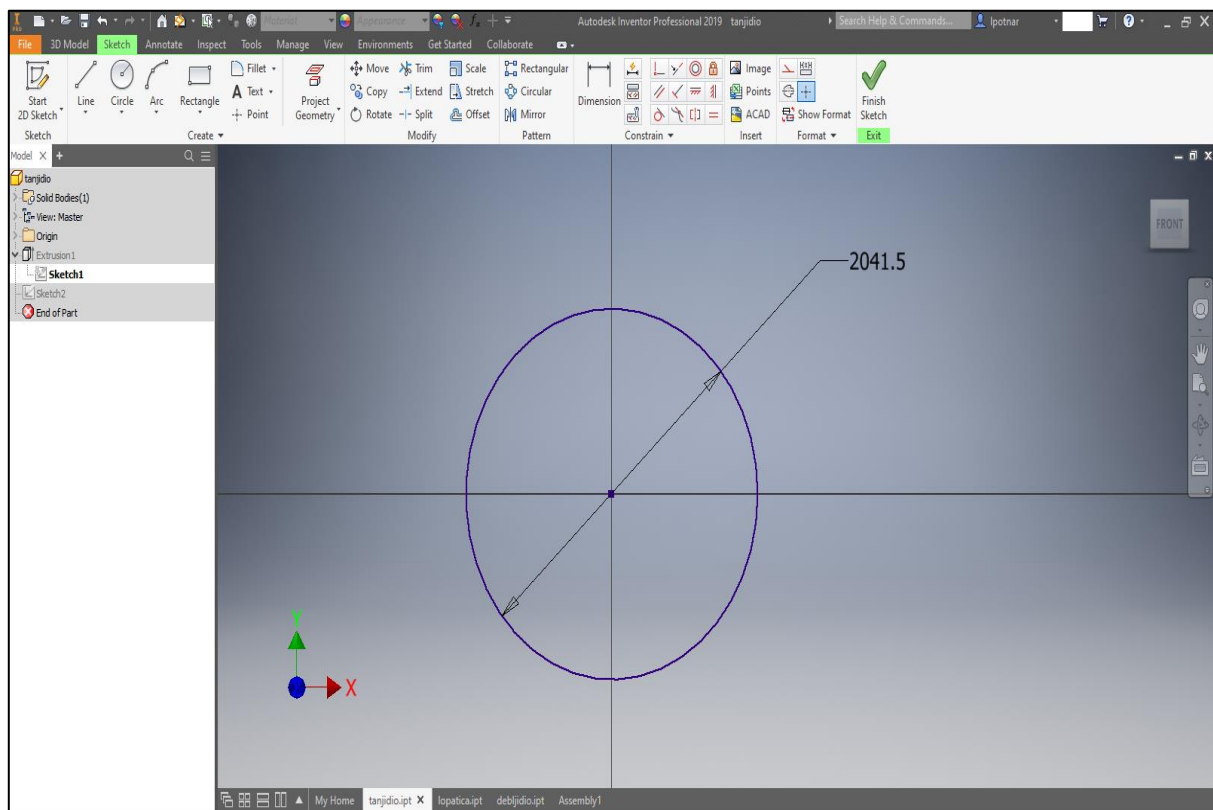 PRO Material Appearance Autodesk Inventor Professional 2019 tanjidio Search Help & Commands... lpotnar
File 3D Model Sketch Annotate Inspect Tools Manage View Environments Get Started Collaborate
Start
2D Sketch
Line
Circle
Arc
Rectangle
Fillet
Text
Point
Project
Geometry
Move Trim Scale
Copy Extend Stretch
Rotate Split Offset
Rectangular
Circular
Mirror
Dimension
Image
Points
ACAD
Show Format
Finish
Sketch
Sketch Create Modify Pattern Constrain Insert Format Exit
Model X +
tanjidio
Solid Bodies(1)
View: Master
Origin
Extrusion1
Sketch1
Sketch2
End of Part
FRONT
2041.5
Y
X
My Home tanjidio.ipt X lopatica.ipt debljidio.ipt Assembly1